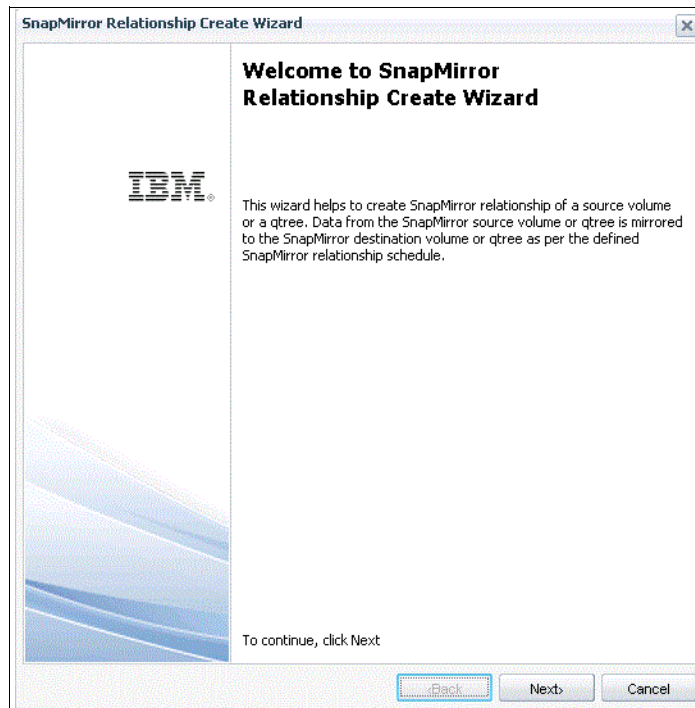 SnapMirror Relationship Create Wizard
Welcome to SnapMirror
Relationship Create Wizard
IBM®
This wizard helps to create SnapMirror relationship of a source volume
or a qtree. Data from the SnapMirror source volume or qtree is mirrored
to the SnapMirror destination volume or qtree as per the defined
SnapMirror relationship schedule.
To continue, click Next
<Back
Next>
Cancel